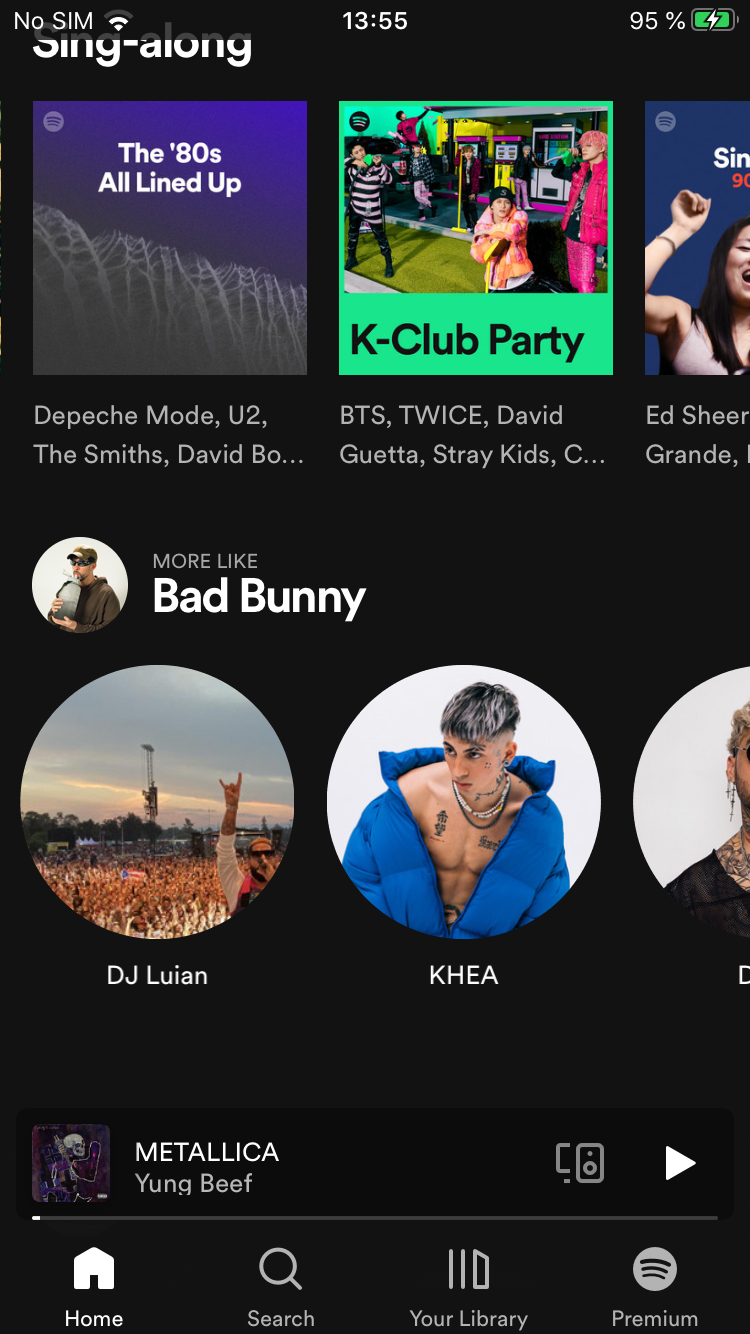 No SIM 13:55 95 %
Sing-along
The '80s
All Lined Up
K-Club Party
Sin
90
Depeche Mode, U2,
The Smiths, David Bo...
BTS, TWICE, David
Guetta, Stray Kids, C...
Ed Sheer
Grande,
MORE LIKE
Bad Bunny
DJ Luian
KHEA
D
METALLICA
Yung Beef
Home
Search
Your Library
Premium